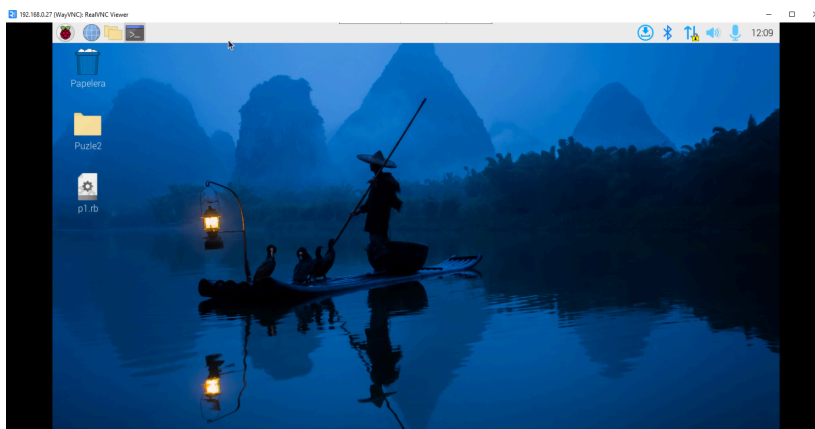 192.168.0.27 (WayVNC): RealVNC Viewer
>_
12:09
Papelera
Puzle2
p1.rb